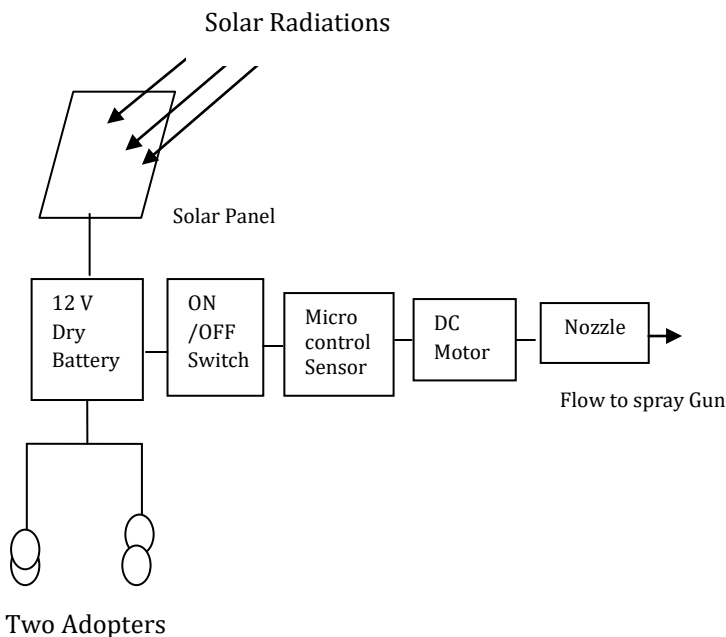 Solar Radiations
Solar Panel
12 V
Dry
Battery
ON
/OFF
Switch
Micro
control
Sensor
DC
Motor
Nozzle
Flow to spray Gun
Two Adopters